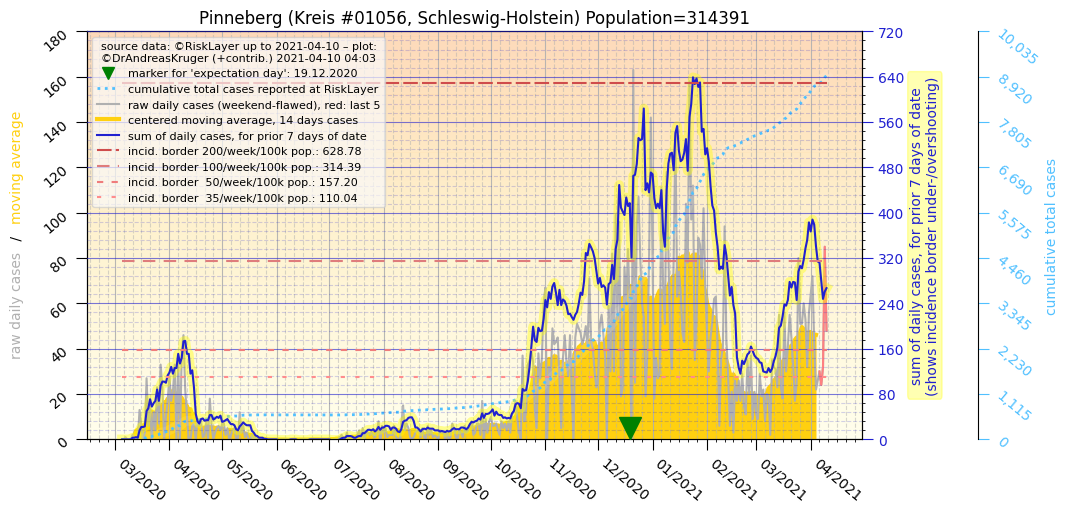 Pinneberg (Kreis #01056, Schleswig-Holstein) Population=314391
source data: ©RiskLayer up to 2021-04-10 – plot:
©DrAndreasKruger (+contrib.) 2021-04-10 04:03
marker for 'expectation day': 19.12.2020
cumulative total cases reported at RiskLayer
raw daily cases (weekend-flawed), red: last 5
centered moving average, 14 days cases
sum of daily cases, for prior 7 days of date
incid. border 200/week/100k pop.: 628.78
incid. border 100/week/100k pop.: 314.39
incid. border  50/week/100k pop.: 157.20
incid. border  35/week/100k pop.: 110.04
raw daily cases  /  moving average
180
160
140
120
100
80
60
40
20
0
03/2020
04/2020
05/2020
06/2020
07/2020
08/2020
09/2020
10/2020
11/2020
12/2020
01/2021
02/2021
03/2021
04/2021
720
640
560
480
400
320
240
160
80
0
sum of daily cases, for prior 7 days of date
(shows incidence border under-/overshooting)
10,035
8,920
7,805
6,690
5,575
4,460
3,345
2,230
1,115
0
cumulative total cases